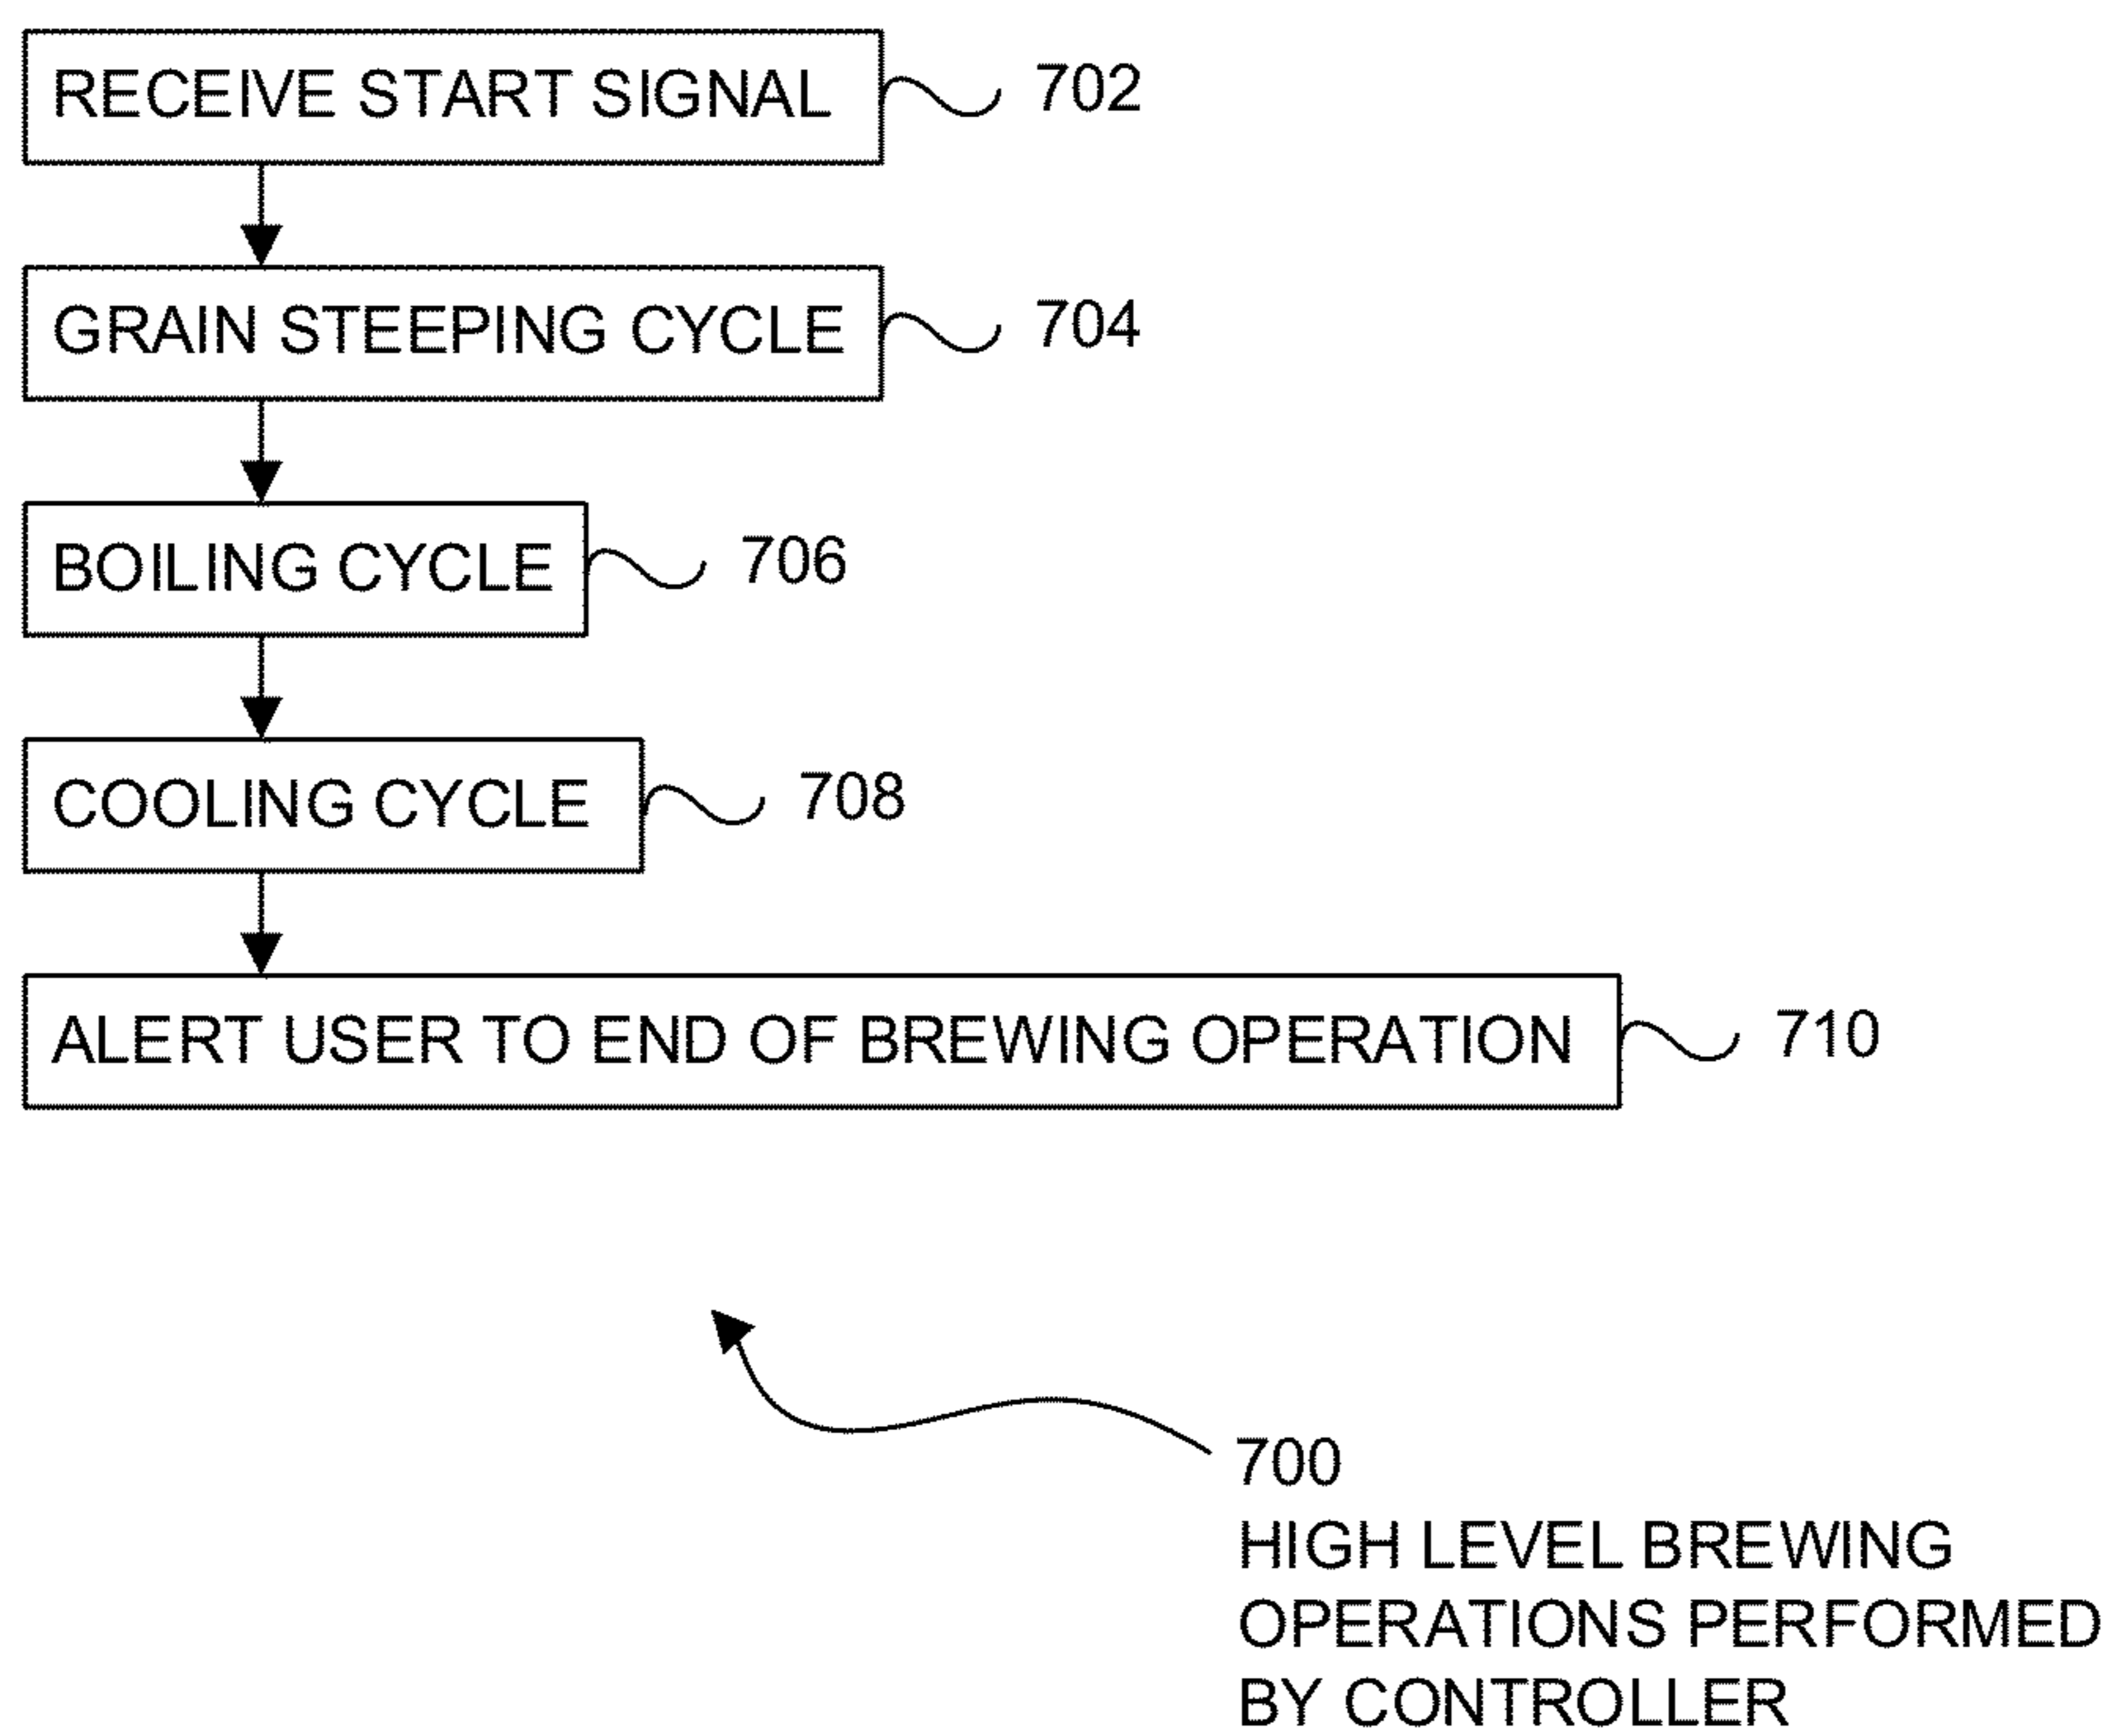 RECEIVE START SIGNAL 702
GRAIN STEEPING CYCLE 704
BOILING CYCLE 706
COOLING CYCLE 708
ALERT USER TO END OF BREWING OPERATION 710
700
HIGH LEVEL BREWING
OPERATIONS PERFORMED
BY CONTROLLER